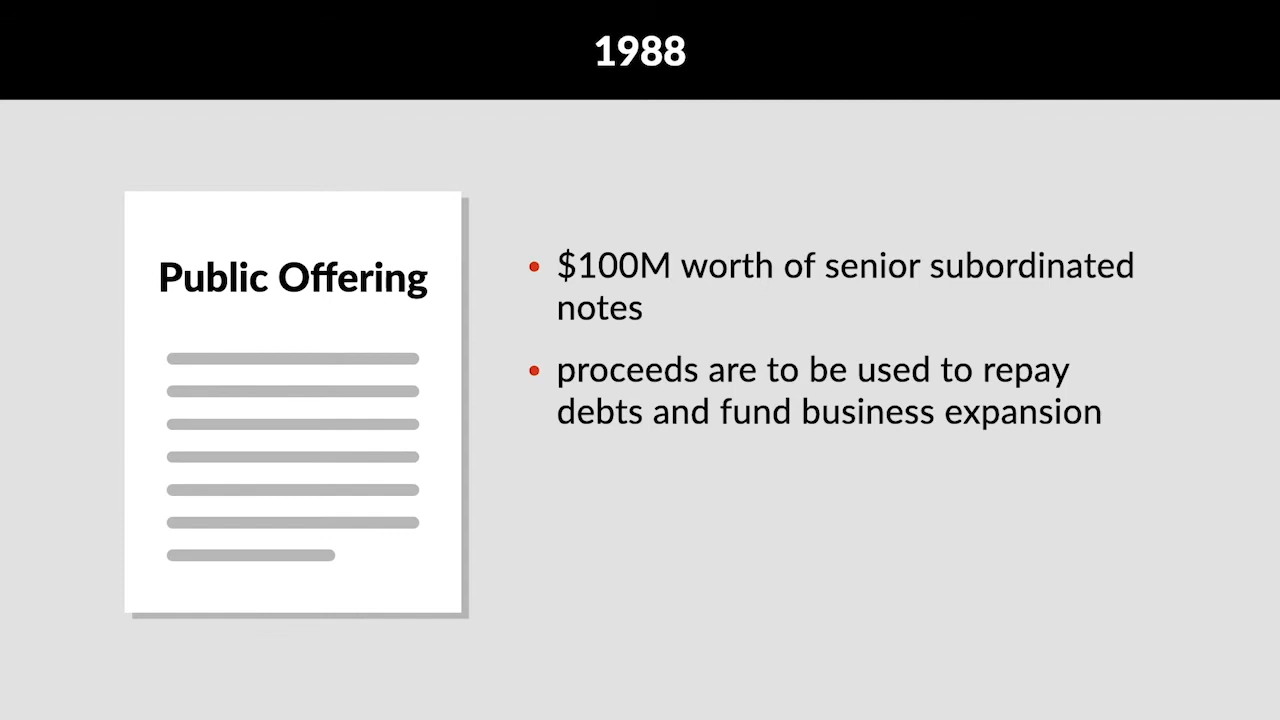 1988
Public Offering
• $100M worth of senior subordinated
notes
• proceeds are to be used to repay
debts and fund business expansion